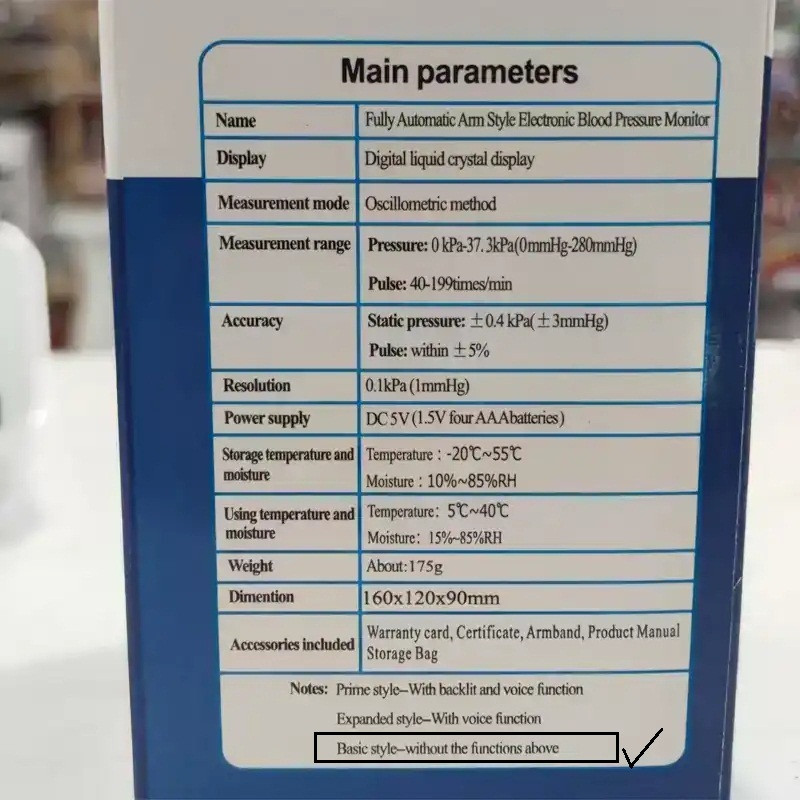 Main parameters
Name Fully Automatic Arm Style Electronic Blood Pressure Monitor
Display Digital liquid crystal display
Measurement mode Oscillometric method
Measurement range Pressure: 0 kPa-37.3kPa(0mmHg-280mmHg)
Pulse: 40-199times/min
Accuracy Static pressure: ±0.4 kPa(±3mmHg)
Pulse: within ±5%
Resolution 0.1kPa (1mmHg)
Power supply DC5V (1.5V four AAAbatteries)
Storage temperature and Temperature : -20℃~55℃
moisture Moisture : 10%~85%RH
Using temperature and Temperature: 5℃~40℃
moisture Moisture: 15%~85%RH
Weight About:175g
Dimention 160x120x90mm
Accessories included Warranty card, Certificate, Armband, Product Manual
Storage Bag
Notes: Prime style–With backlit and voice function
Expanded style–With voice function
Basic style–without the functions above